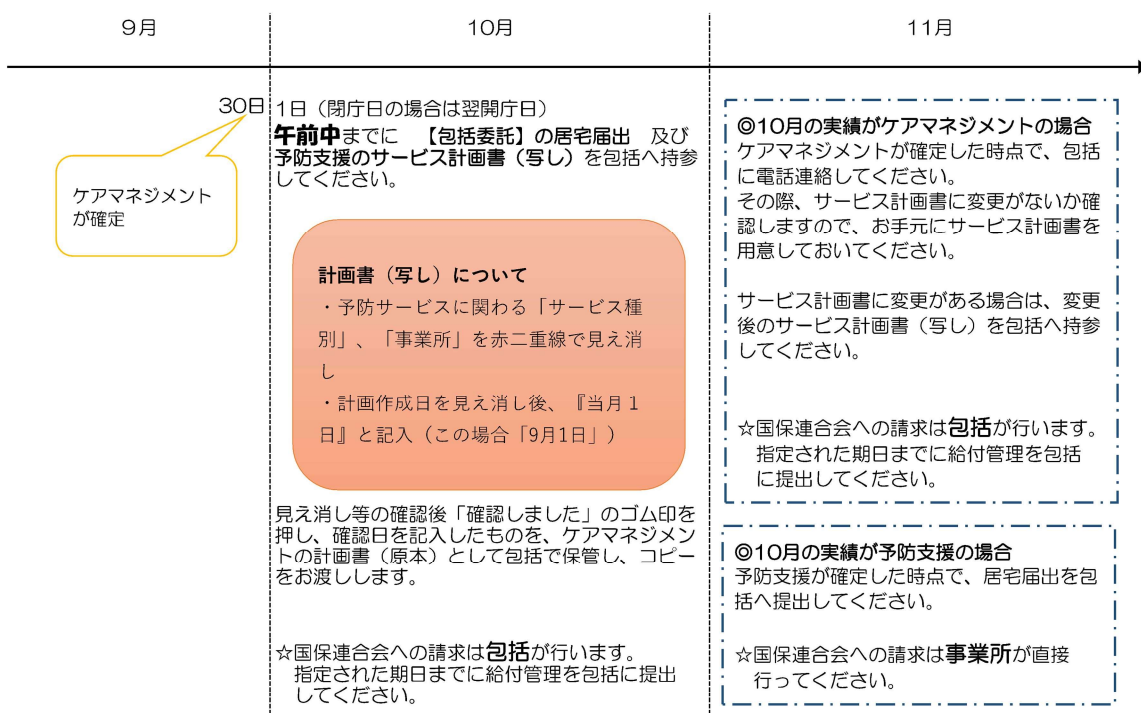 9月
10月
11月
30日
ケアマネジメント
が確定
1日（閉庁日の場合は翌開庁日）
午前中までに　【包括委託】の居宅届出　及び
予防支援のサービス計画書（写し）を包括へ持参
してください。
計画書（写し）について
・予防サービスに関わる「サービス種
別」、「事業所」を赤二重線で見え消
し
・計画作成日を見え消し後、『当月１
日』と記入（この場合「9月1日」）
見え消し等の確認後「確認しました」のゴム印を
押し、確認日を記入したものを、ケアマネジメン
トの計画書（原本）として包括で保管し、コピー
をお渡しします。
☆国保連合会への請求は包括が行います。
指定された期日までに給付管理を包括に提出
してください。
◎10月の実績がケアマネジメントの場合
ケアマネジメントが確定した時点で、包括
に電話連絡してください。
その際、サービス計画書に変更がないか確
認しますので、お手元にサービス計画書を
用意しておいてください。
サービス計画書に変更がある場合は、変更
後のサービス計画書（写し）を包括へ持参
してください。
☆国保連合会への請求は包括が行います。
指定された期日までに給付管理を包括
に提出してください。
◎10月の実績が予防支援の場合
予防支援が確定した時点で、居宅届出を包
括へ提出してください。
☆国保連合会への請求は事業所が直接
行ってください。